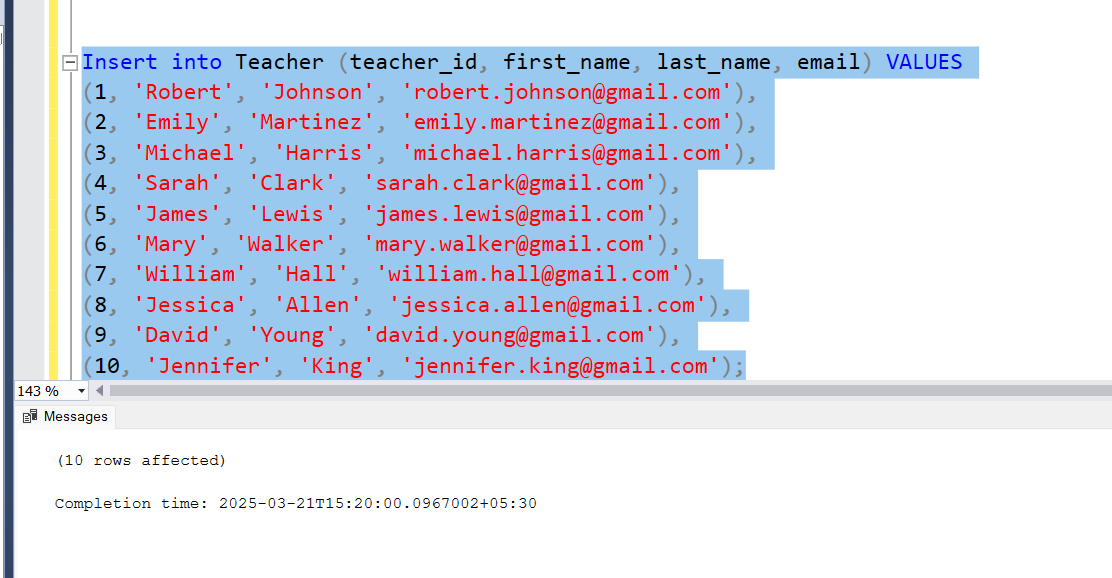 Insert into Teacher (teacher_id, first_name, last_name, email) VALUES
(1, 'Robert', 'Johnson', 'robert.johnson@gmail.com'),
(2, 'Emily', 'Martinez', 'emily.martinez@gmail.com'),
(3, 'Michael', 'Harris', 'michael.harris@gmail.com'),
(4, 'Sarah', 'Clark', 'sarah.clark@gmail.com'),
(5, 'James', 'Lewis', 'james.lewis@gmail.com'),
(6, 'Mary', 'Walker', 'mary.walker@gmail.com'),
(7, 'William', 'Hall', 'william.hall@gmail.com'),
(8, 'Jessica', 'Allen', 'jessica.allen@gmail.com'),
(9, 'David', 'Young', 'david.young@gmail.com'),
(10, 'Jennifer', 'King', 'jennifer.king@gmail.com');
143 %
Messages
(10 rows affected)
Completion time: 2025-03-21T15:20:00.0967002+05:30